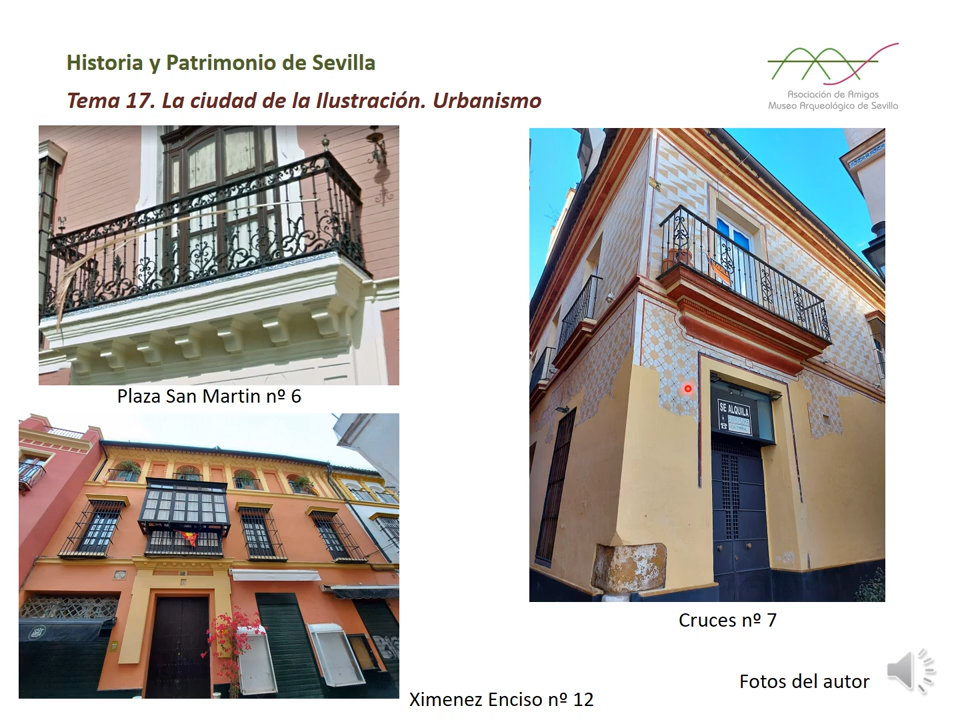 Historia y Patrimonio de Sevilla
Tema 17. La ciudad de la Ilustración. Urbanismo
Asociación de Amigos
Museo Arqueológico de Sevilla
Plaza San Martin nº 6
SE ALQUILA
Cruces nº 7
Fotos del autor
Ximenez Enciso nº 12